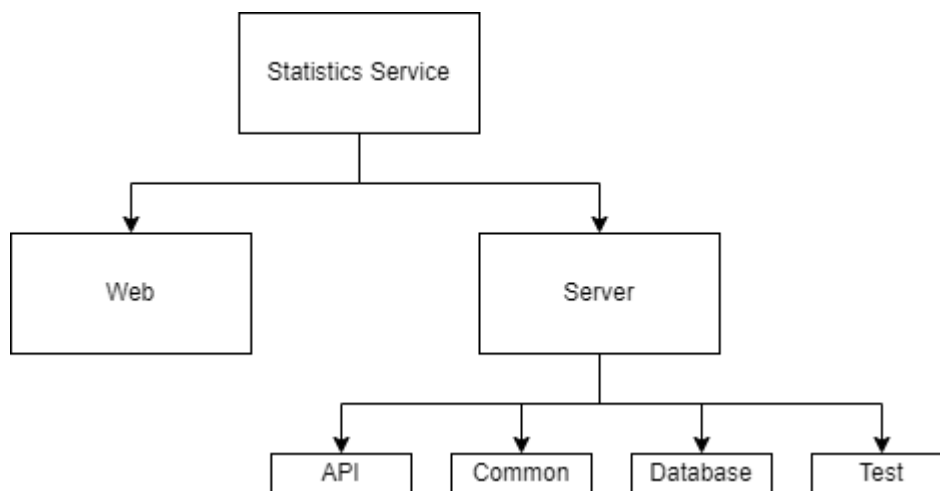 Statistics Service
Web
Server
API
Common
Database
Test